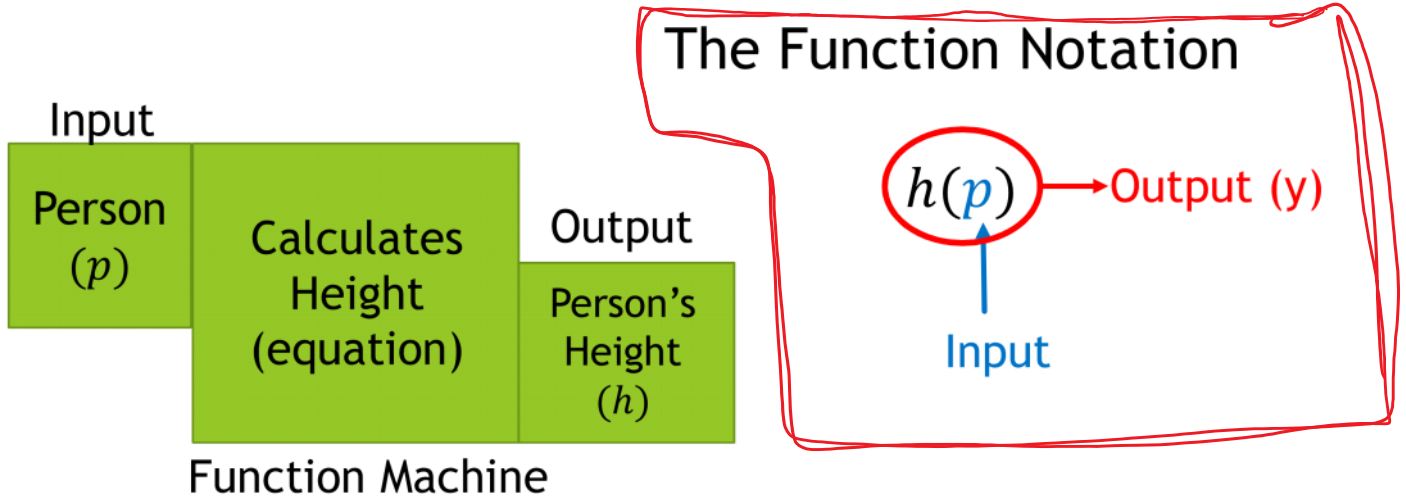 The Function Notation
Input
Person
(p)
Calculates
Height
(equation)
Output
Person's
Height
(h)
Function Machine
h(p)
Output (y)
Input